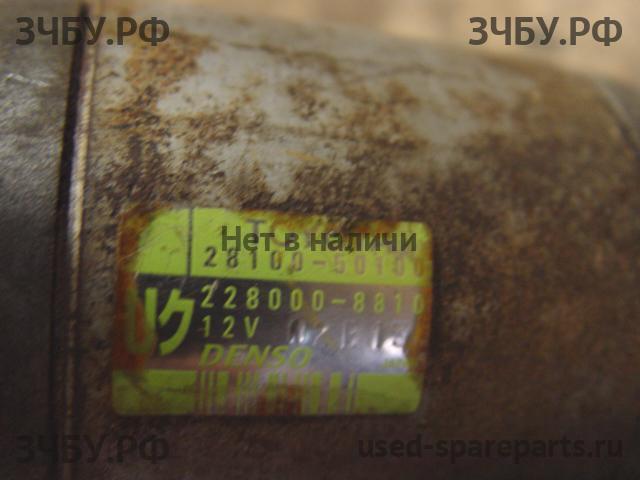 ЗЧБУ.РФ ЗЧБУ.РФ
Нет в наличи
28100-50100
228000-8810
12V
DENSO
ЗЧБУ.РФ used-spareparts.ru